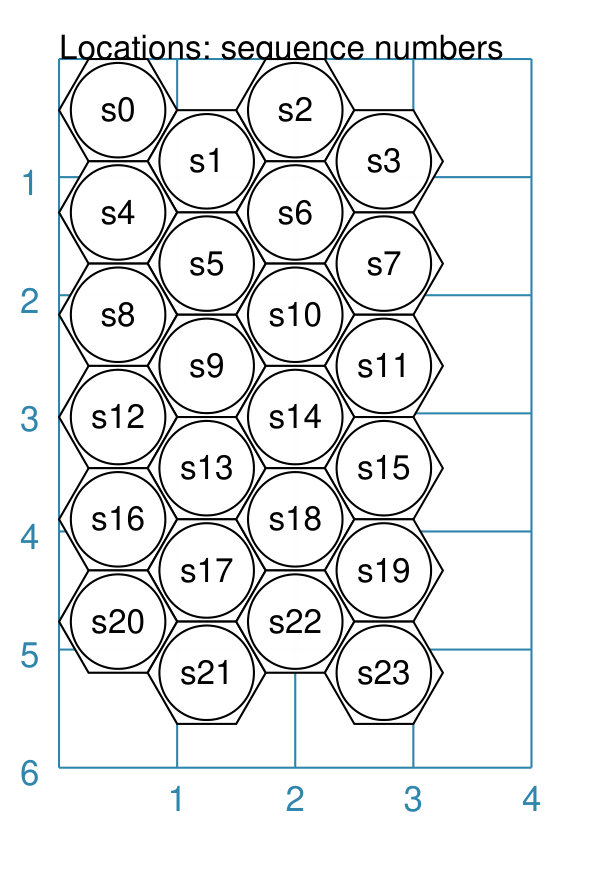 Locations: sequence numbers
s0
s2
s1
s3
1
s4
s6
s5
s7
2
s8
s10
s9
s11
3
s12
s14
s13
s15
4
s16
s18
s17
s19
5
s20
s22
s21
s23
6
1 2 3 4